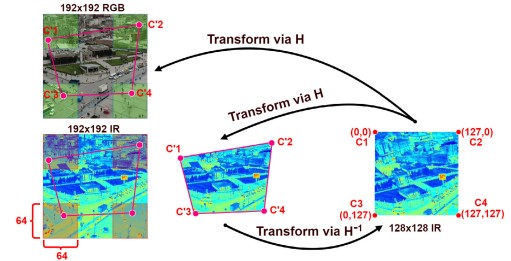 192x192 RGB
C'1
C'2
C'3
C'4
Transform via H
192x192 IR
64
64
Transform via H
C'1
C'2
C'3
C'4
Transform via H⁻¹
(0,0)
C1
(127,0)
C2
C3
(0,127)
C4
(127,127)
128x128 IR